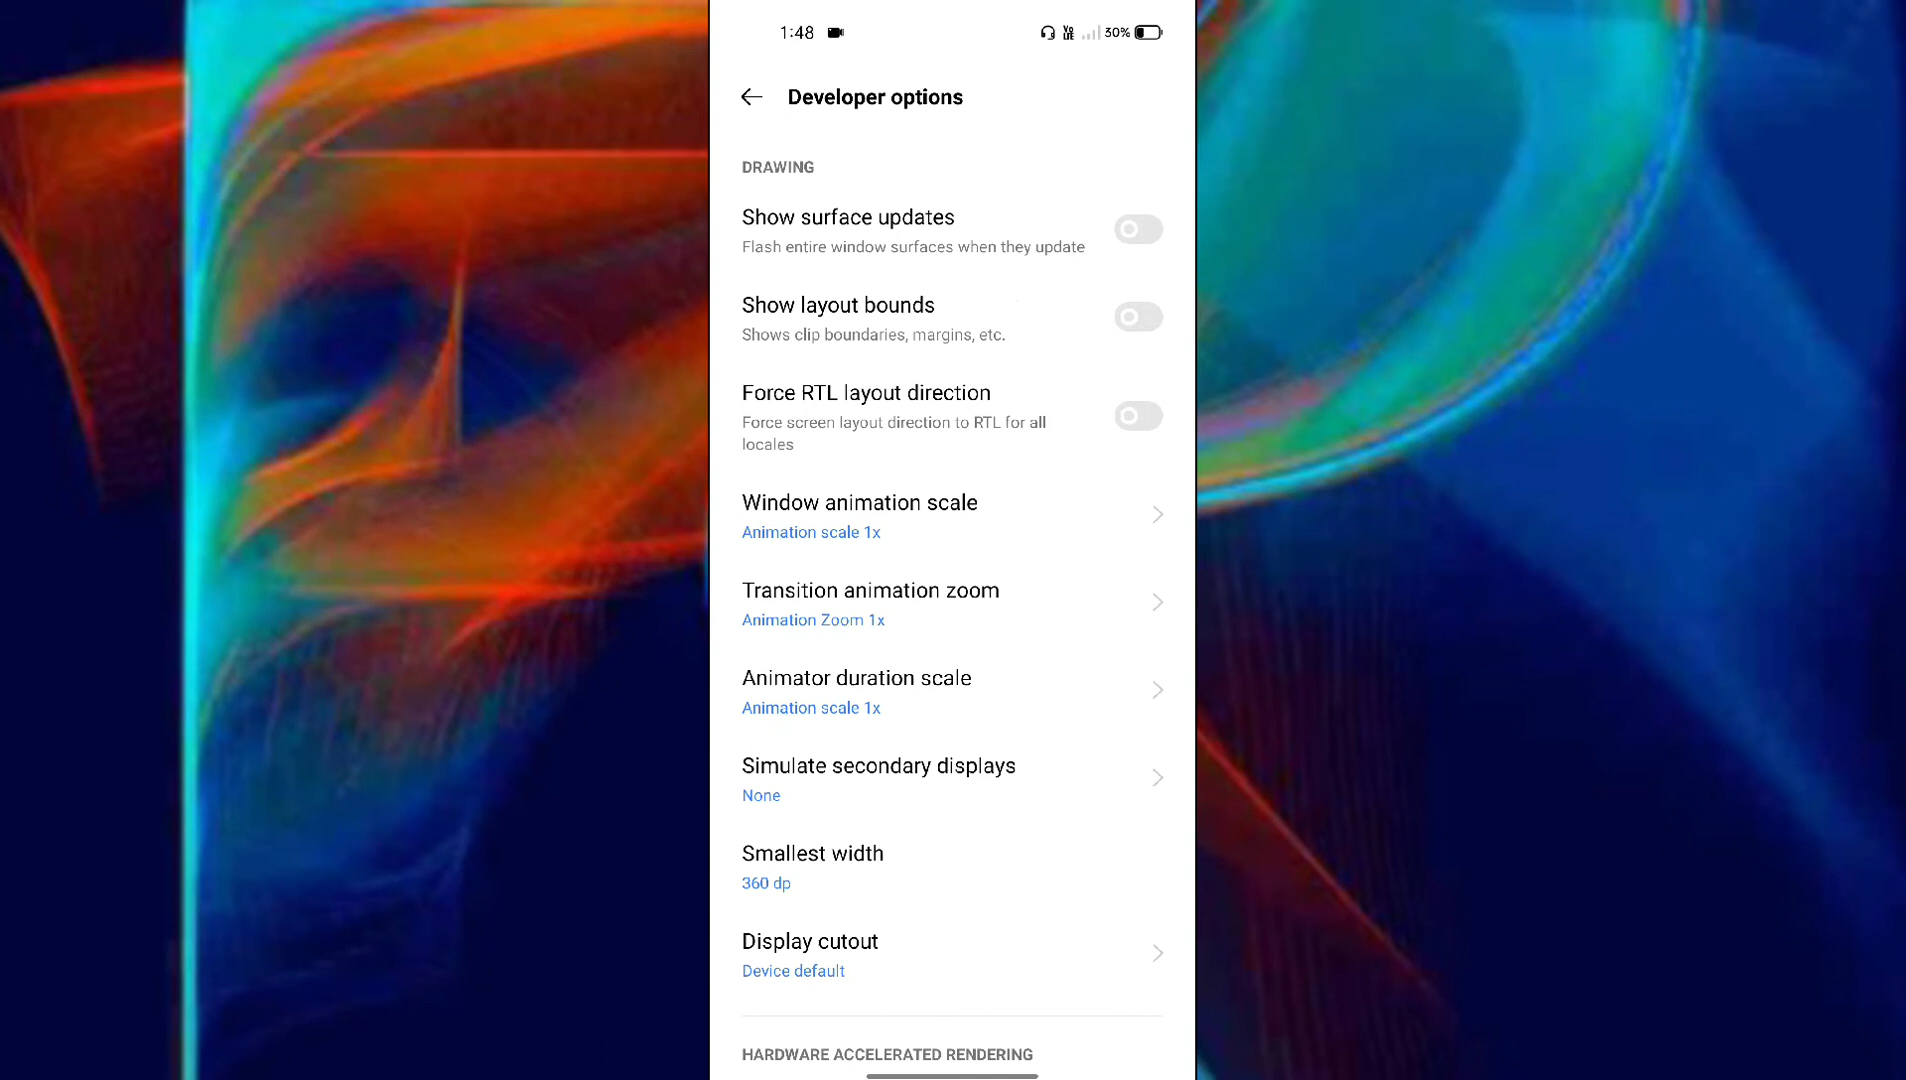 1:48
Vo LTE 30%
Developer options
DRAWING
Show surface updates
Flash entire window surfaces when they update
Show layout bounds
Shows clip boundaries, margins, etc.
Force RTL layout direction
Force screen layout direction to RTL for all
locales
Window animation scale
Animation scale 1x
Transition animation zoom
Animation Zoom 1x
Animator duration scale
Animation scale 1x
Simulate secondary displays
None
Smallest width
360 dp
Display cutout
Device default
HARDWARE ACCELERATED RENDERING